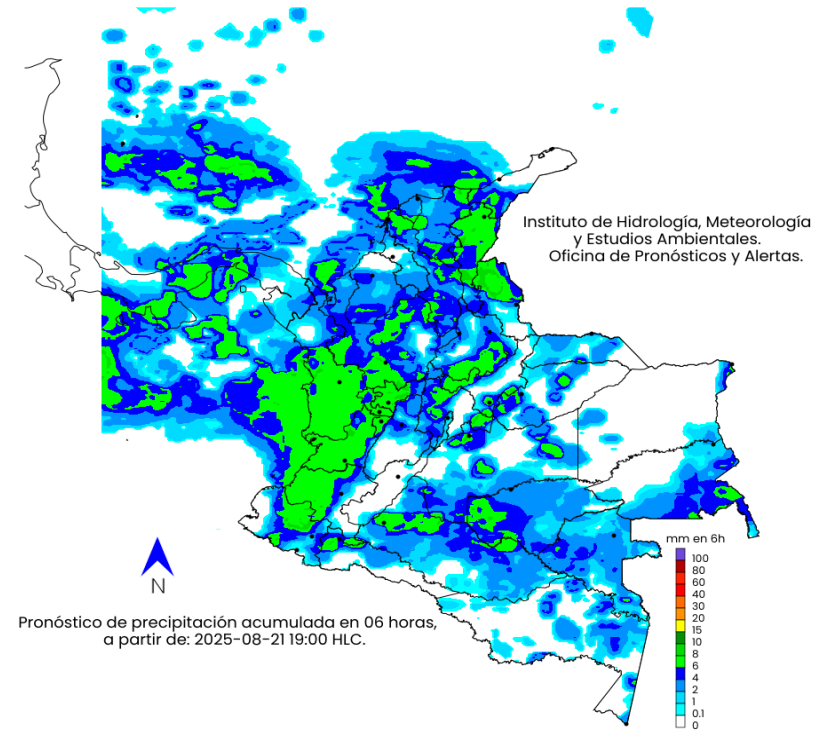 Instituto de Hidrología, Meteorología
y Estudios Ambientales.
Oficina de Pronósticos y Alertas.
mm en 6h
100
80
60
40
30
20
15
10
8
6
4
2
1
0.1
0
N
Pronóstico de precipitación acumulada en 06 horas,
a partir de: 2025-08-21 19:00 HLC.